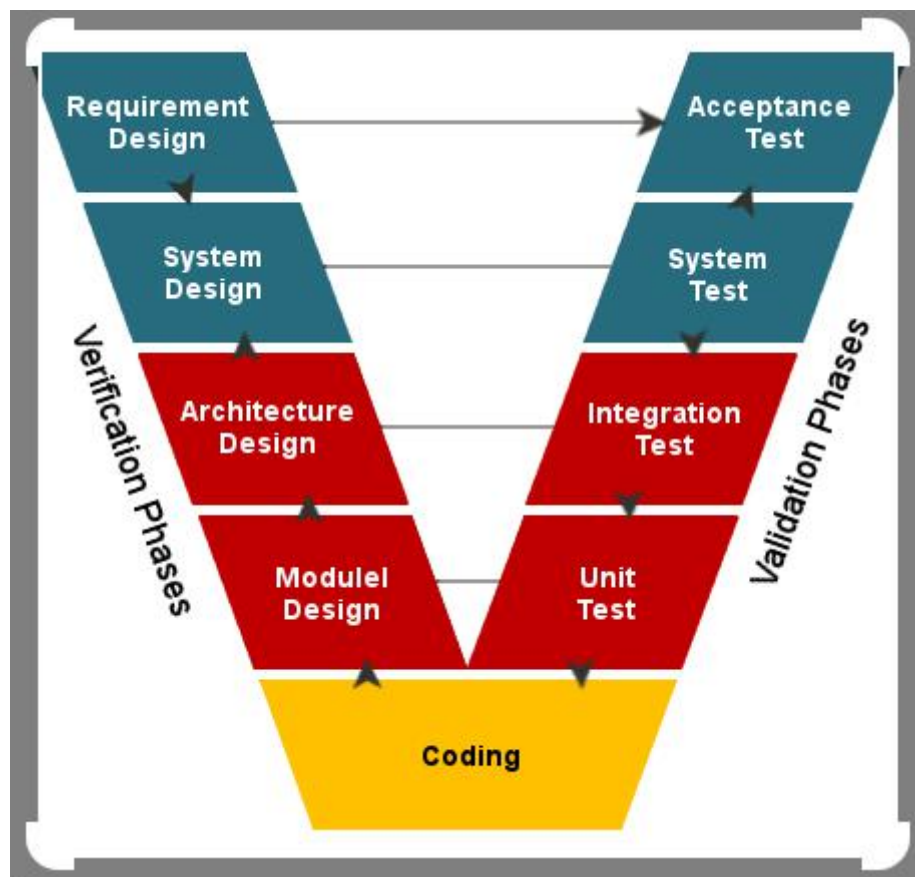 Requirement
Design
Acceptance
Test
System
Design
System
Test
Verification Phases
Architecture
Design
Integration
Test
Validation Phases
Modulel
Design
Unit
Test
Coding